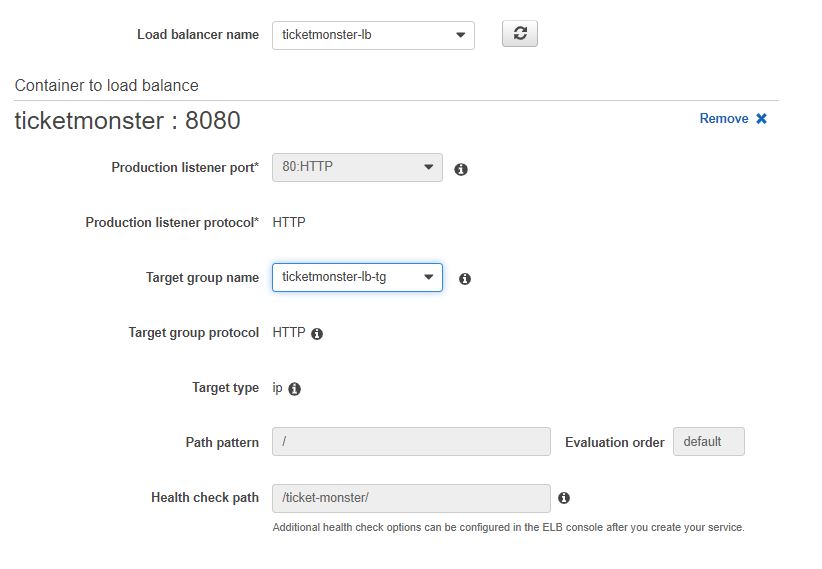 Load balancer name ticketmonster-lb
Container to load balance
ticketmonster : 8080 Remove
Production listener port* 80:HTTP
Production listener protocol* HTTP
Target group name ticketmonster-lb-tg
Target group protocol HTTP
Target type ip
Path pattern / Evaluation order default
Health check path /ticket-monster/
Additional health check options can be configured in the ELB console after you create your service.